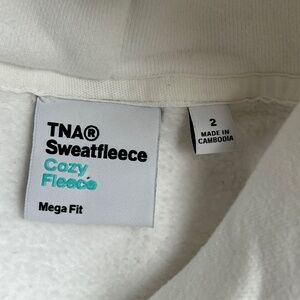 TNA®
Sweatfleece
Cozy
Fleece
Mega Fit
2
MADE IN
CAMBODIA